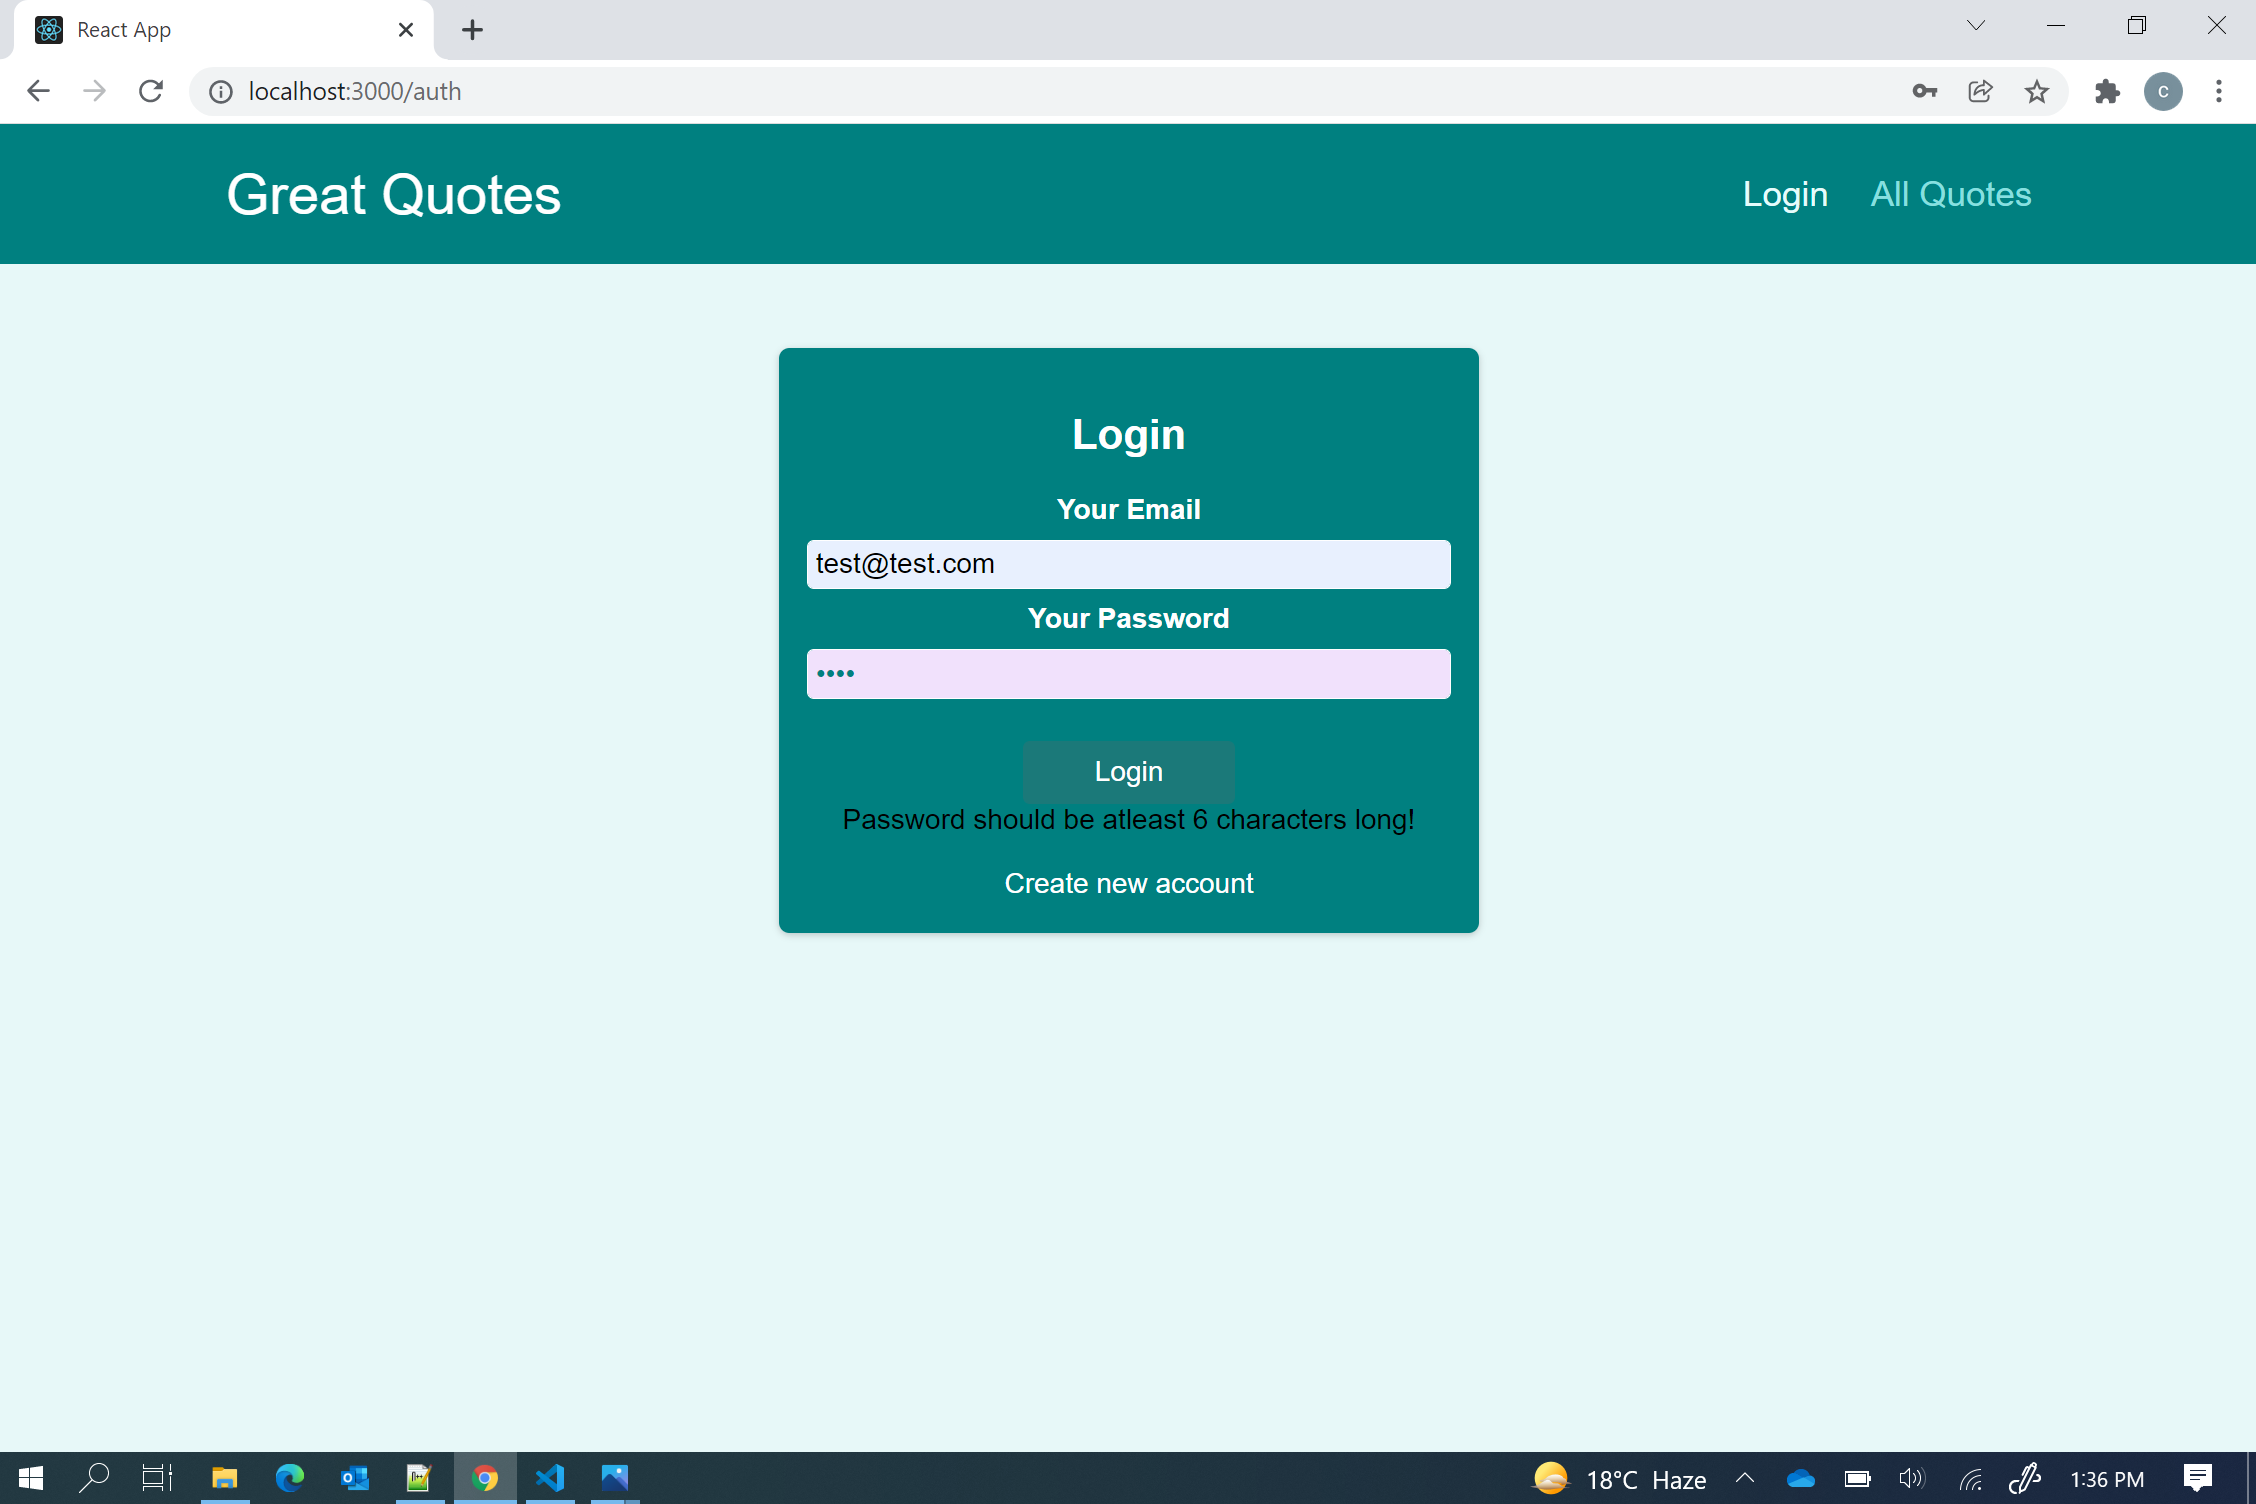 React App
localhost:3000/auth
c
Great Quotes
Login All Quotes
Login
Your Email
test@test.com
Your Password
••••
Login
Password should be atleast 6 characters long!
Create new account
18°C Haze
1:36 PM